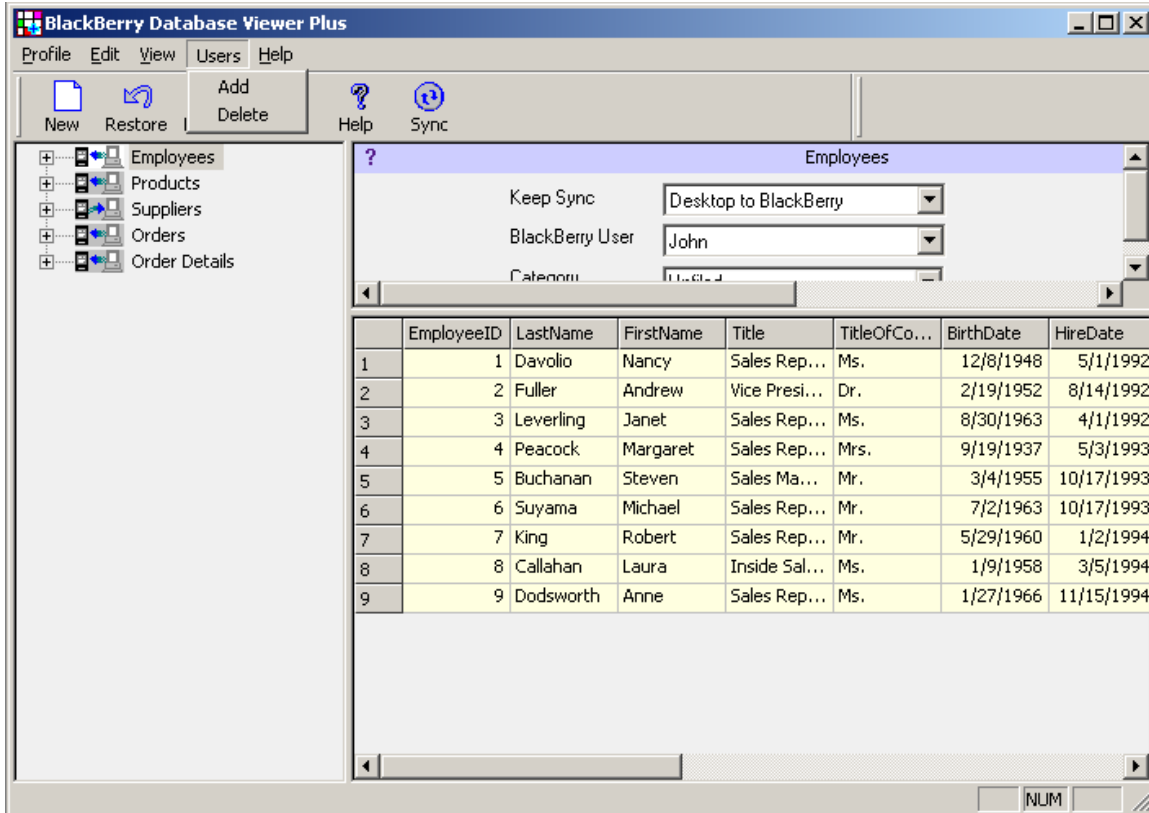 BlackBerry Database Viewer Plus
Profile Edit View Users Help
Add
Delete
New Restore Help Sync
Employees
Products
Suppliers
Orders
Order Details
? Employees
Keep Sync Desktop to BlackBerry
BlackBerry User John
Category Unfiled
EmployeeID LastName FirstName Title TitleOfCo... BirthDate HireDate
1 1 Davolio Nancy Sales Rep... Ms. 12/8/1948 5/1/1992
2 2 Fuller Andrew Vice Presi... Dr. 2/19/1952 8/14/1992
3 3 Leverling Janet Sales Rep... Ms. 8/30/1963 4/1/1992
4 4 Peacock Margaret Sales Rep... Mrs. 9/19/1937 5/3/1993
5 5 Buchanan Steven Sales Ma... Mr. 3/4/1955 10/17/1993
6 6 Suyama Michael Sales Rep... Mr. 7/2/1963 10/17/1993
7 7 King Robert Sales Rep... Mr. 5/29/1960 1/2/1994
8 8 Callahan Laura Inside Sal... Ms. 1/9/1958 3/5/1994
9 9 Dodsworth Anne Sales Rep... Ms. 1/27/1966 11/15/1994
NUM